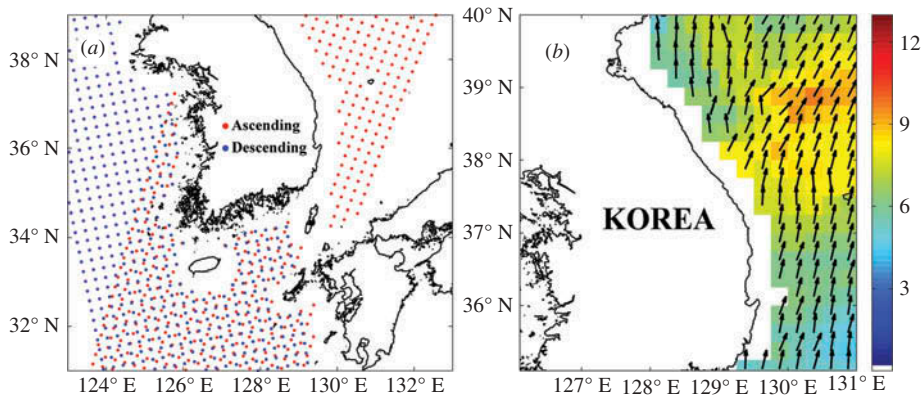 (a)
38° N
36° N
34° N
32° N
124° E 126° E 128° E 130° E 132° E
Ascending
Descending
(b)
40° N
39° N
38° N
37° N
36° N
127° E 128° E 129° E 130° E 131° E
KOREA
12
9
6
3